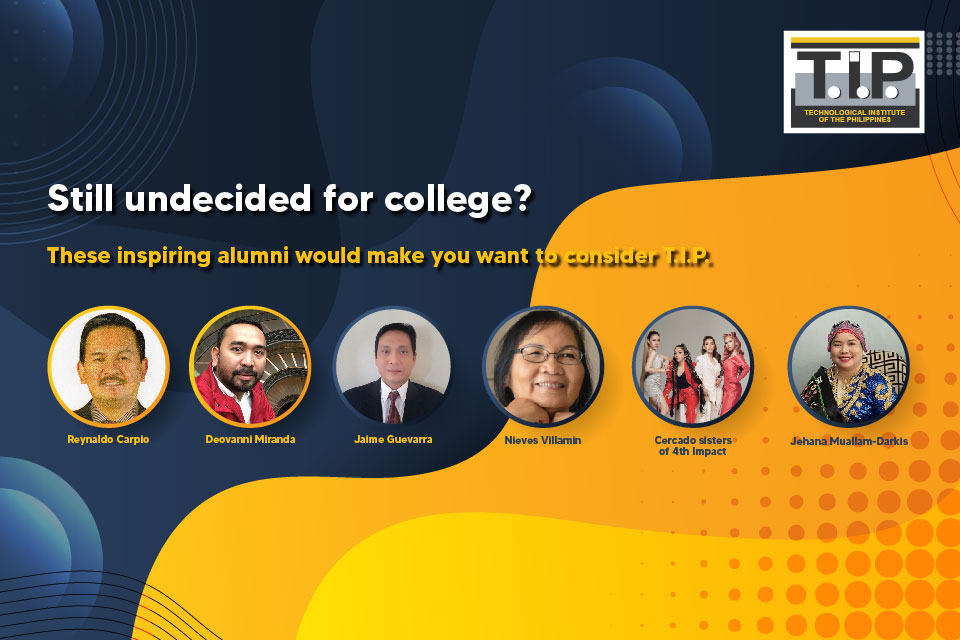 T.I.P.
TECHNOLOGICAL INSTITUTE
OF THE PHILIPPINES
Still undecided for college?
These inspiring alumni would make you want to consider T.I.P.
Reynaldo Carpio
Deovanni Miranda
Jaime Guevarra
Nieves Villamin
Cercado sisters
of 4th Impact
Jehana Muallam-Darkis